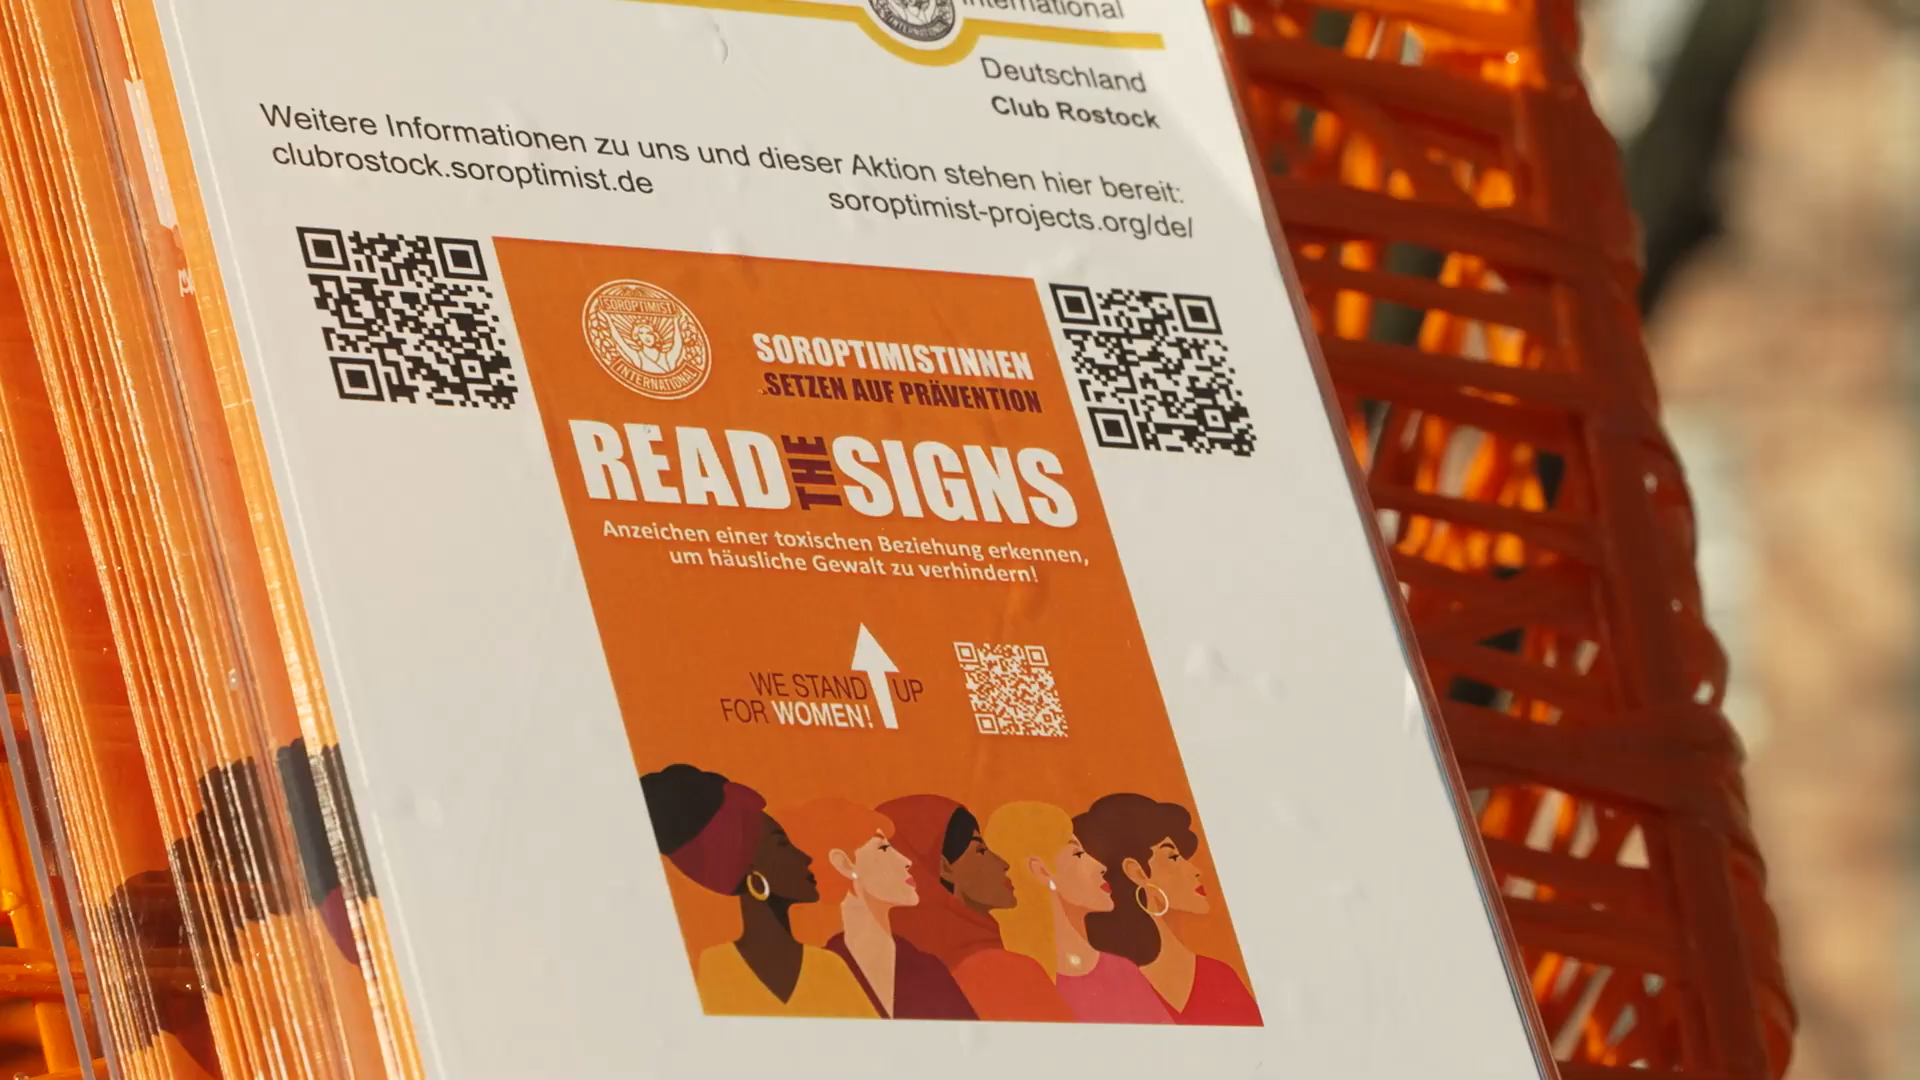 International
Deutschland
Club Rostock
Weitere Informationen zu uns und dieser Aktion stehen hier bereit:
clubrostock.soroptimist.de
soroptimist-projects.org/de/
SOROPTIMIST
INTERNATIONAL
SOROPTIMISTINNEN
SETZEN AUF PRÄVENTION
READ THE SIGNS
Anzeichen einer toxischen Beziehung erkennen,
um häusliche Gewalt zu verhindern!
WE STAND UP
FOR WOMEN!